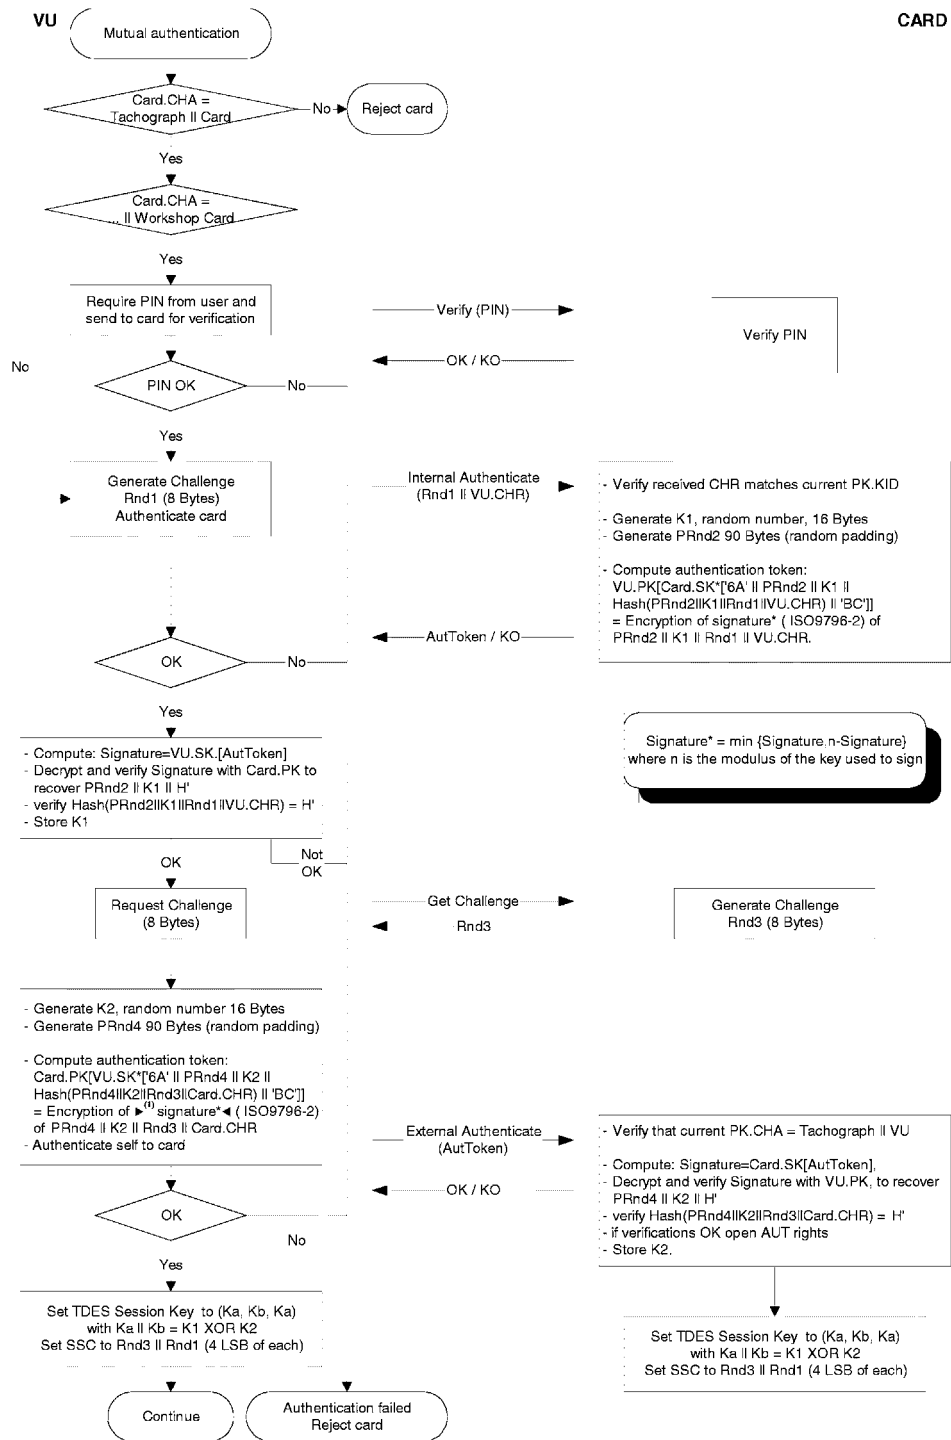 VU
CARD
Mutual authentication
Card.CHA =
Tachograph II Card
No
Reject card
Yes
Card.CHA =
... II Workshop Card
Yes
Require PIN from user and
send to card for verification
Verify (PIN)
Verify PIN
OK / KO
No
PIN OK
No
Yes
Generate Challenge
Rnd1 (8 Bytes)
Authenticate card
Internal Authenticate
(Rnd1 II VU.CHR)
- Verify received CHR matches current PK.KID
- Generate K1, random number, 16 Bytes
- Generate PRnd2 90 Bytes (random padding)
- Compute authentication token:
VU.PK[Card.SK*['6A' II PRnd2 II K1 II
Hash(PRnd2IIK1IIRnd1IIVU.CHR) II 'BC']]
= Encryption of signature* ( ISO9796-2) of
PRnd2 II K1 II Rnd1 II VU.CHR.
AutToken / KO
OK
No
Yes
Signature* = min {Signature,n-Signature}
where n is the modulus of the key used to sign
- Compute: Signature=VU.SK.[AutToken]
- Decrypt and verify Signature with Card.PK to
recover PRnd2 II K1 II H'
- verify Hash(PRnd2IIK1IIRnd1IIVU.CHR) = H'
- Store K1
Not
OK
OK
Request Challenge
(8 Bytes)
Get Challenge
Rnd3
Generate Challenge
Rnd3 (8 Bytes)
- Generate K2, random number 16 Bytes
- Generate PRnd4 90 Bytes (random padding)
- Compute authentication token:
Card.PK[VU.SK*['6A' II PRnd4 II K2 II
Hash(PRnd4IIK2IIRnd3IICard.CHR) II 'BC']]
= Encryption of ►(1) signature*◄ ( ISO9796-2)
of PRnd4 II K2 II Rnd3 II Card.CHR
- Authenticate self to card
External Authenticate
(AutToken)
OK / KO
- Verify that current PK.CHA = Tachograph II VU
- Compute: Signature=Card.SK[AutToken],
- Decrypt and verify Signature with VU.PK, to recover
PRnd4 II K2 II H'
- verify Hash(PRnd4IIK2IIRnd3IICard.CHR) = H'
- if verifications OK open AUT rights
- Store K2.
OK
No
Yes
Set TDES Session Key to (Ka, Kb, Ka)
with Ka II Kb = K1 XOR K2
Set SSC to Rnd3 II Rnd1 (4 LSB of each)
Set TDES Session Key to (Ka, Kb, Ka)
with Ka II Kb = K1 XOR K2
Set SSC to Rnd3 II Rnd1 (4 LSB of each)
Continue
Authentication failed
Reject card